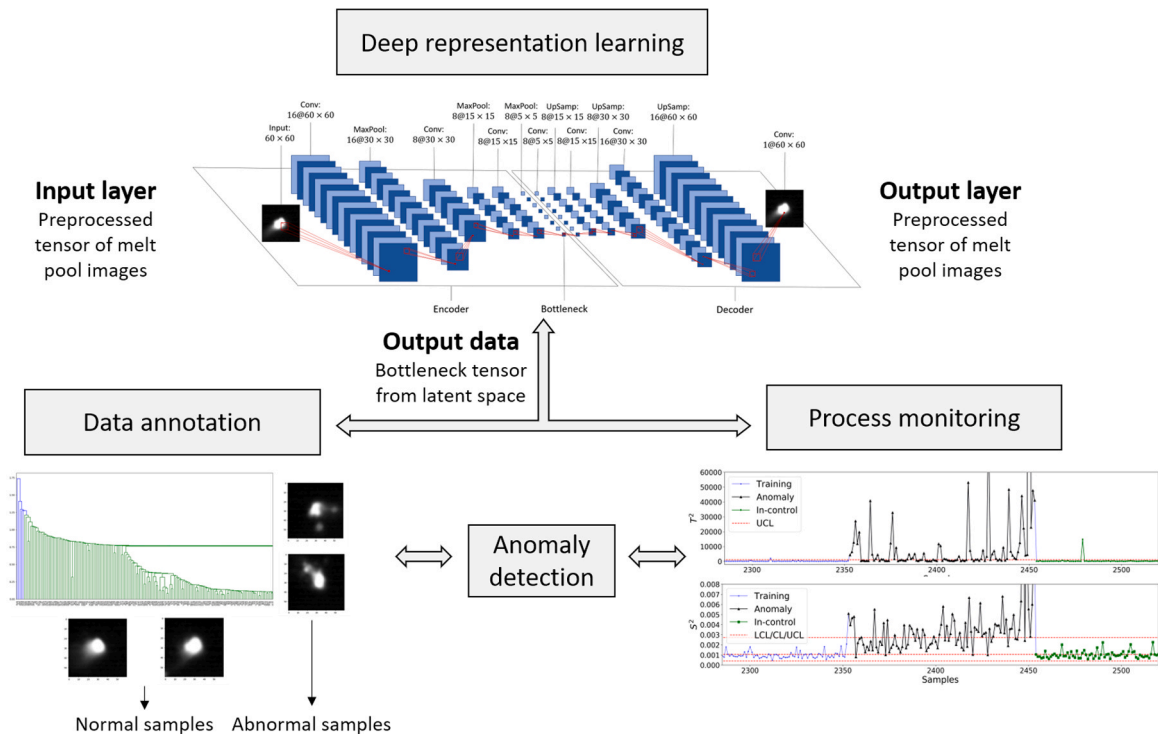 Deep representation learning
Input:
60 × 60
Conv:
16@60 × 60
MaxPool:
16@30 × 30
Conv:
8@30 × 30
MaxPool:
8@15 × 15
Conv:
8@15 ×15
MaxPool:
8@5 × 5
Conv:
8@5 ×5
UpSamp:
8@15 × 15
Conv:
8@15 ×15
UpSamp:
8@30 × 30
Conv:
16@30 × 30
UpSamp:
16@60 × 60
Conv:
1@60 × 60
Input layer
Preprocessed
tensor of melt
pool images
Output layer
Preprocessed
tensor of melt
pool images
Encoder
Bottleneck
Decoder
Output data
Bottleneck tensor
from latent space
Data annotation
Process monitoring
Anomaly
detection
Normal samples
Abnormal samples
T²
60000
50000
40000
30000
20000
10000
0
Training
Anomaly
In-control
UCL
2300
2350
2400
2450
2500
S²
0.008
0.007
0.006
0.005
0.004
0.003
0.002
0.001
0.000
Training
Anomaly
In-control
LCL/CL/UCL
2300
2350
2400
2450
2500
Samples